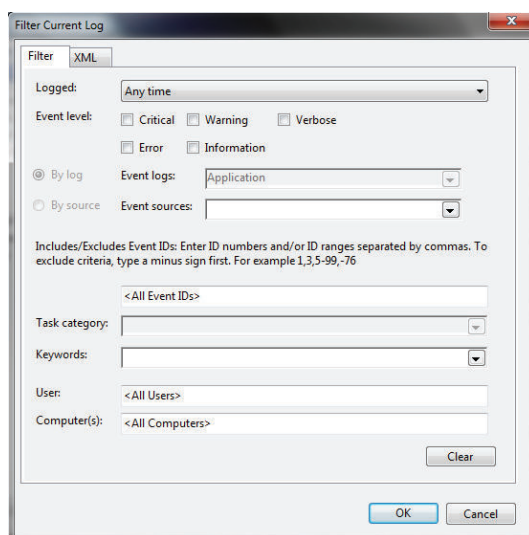 Filter Current Log
Filter XML
Logged: Any time
Event level: Critical Warning Verbose
Error Information
By log Event logs: Application
By source Event sources:
Includes/Excludes Event IDs: Enter ID numbers and/or ID ranges separated by commas. To
exclude criteria, type a minus sign first. For example 1,3,5-99,-76
<All Event IDs>
Task category:
Keywords:
User: <All Users>
Computer(s): <All Computers>
Clear
OK Cancel